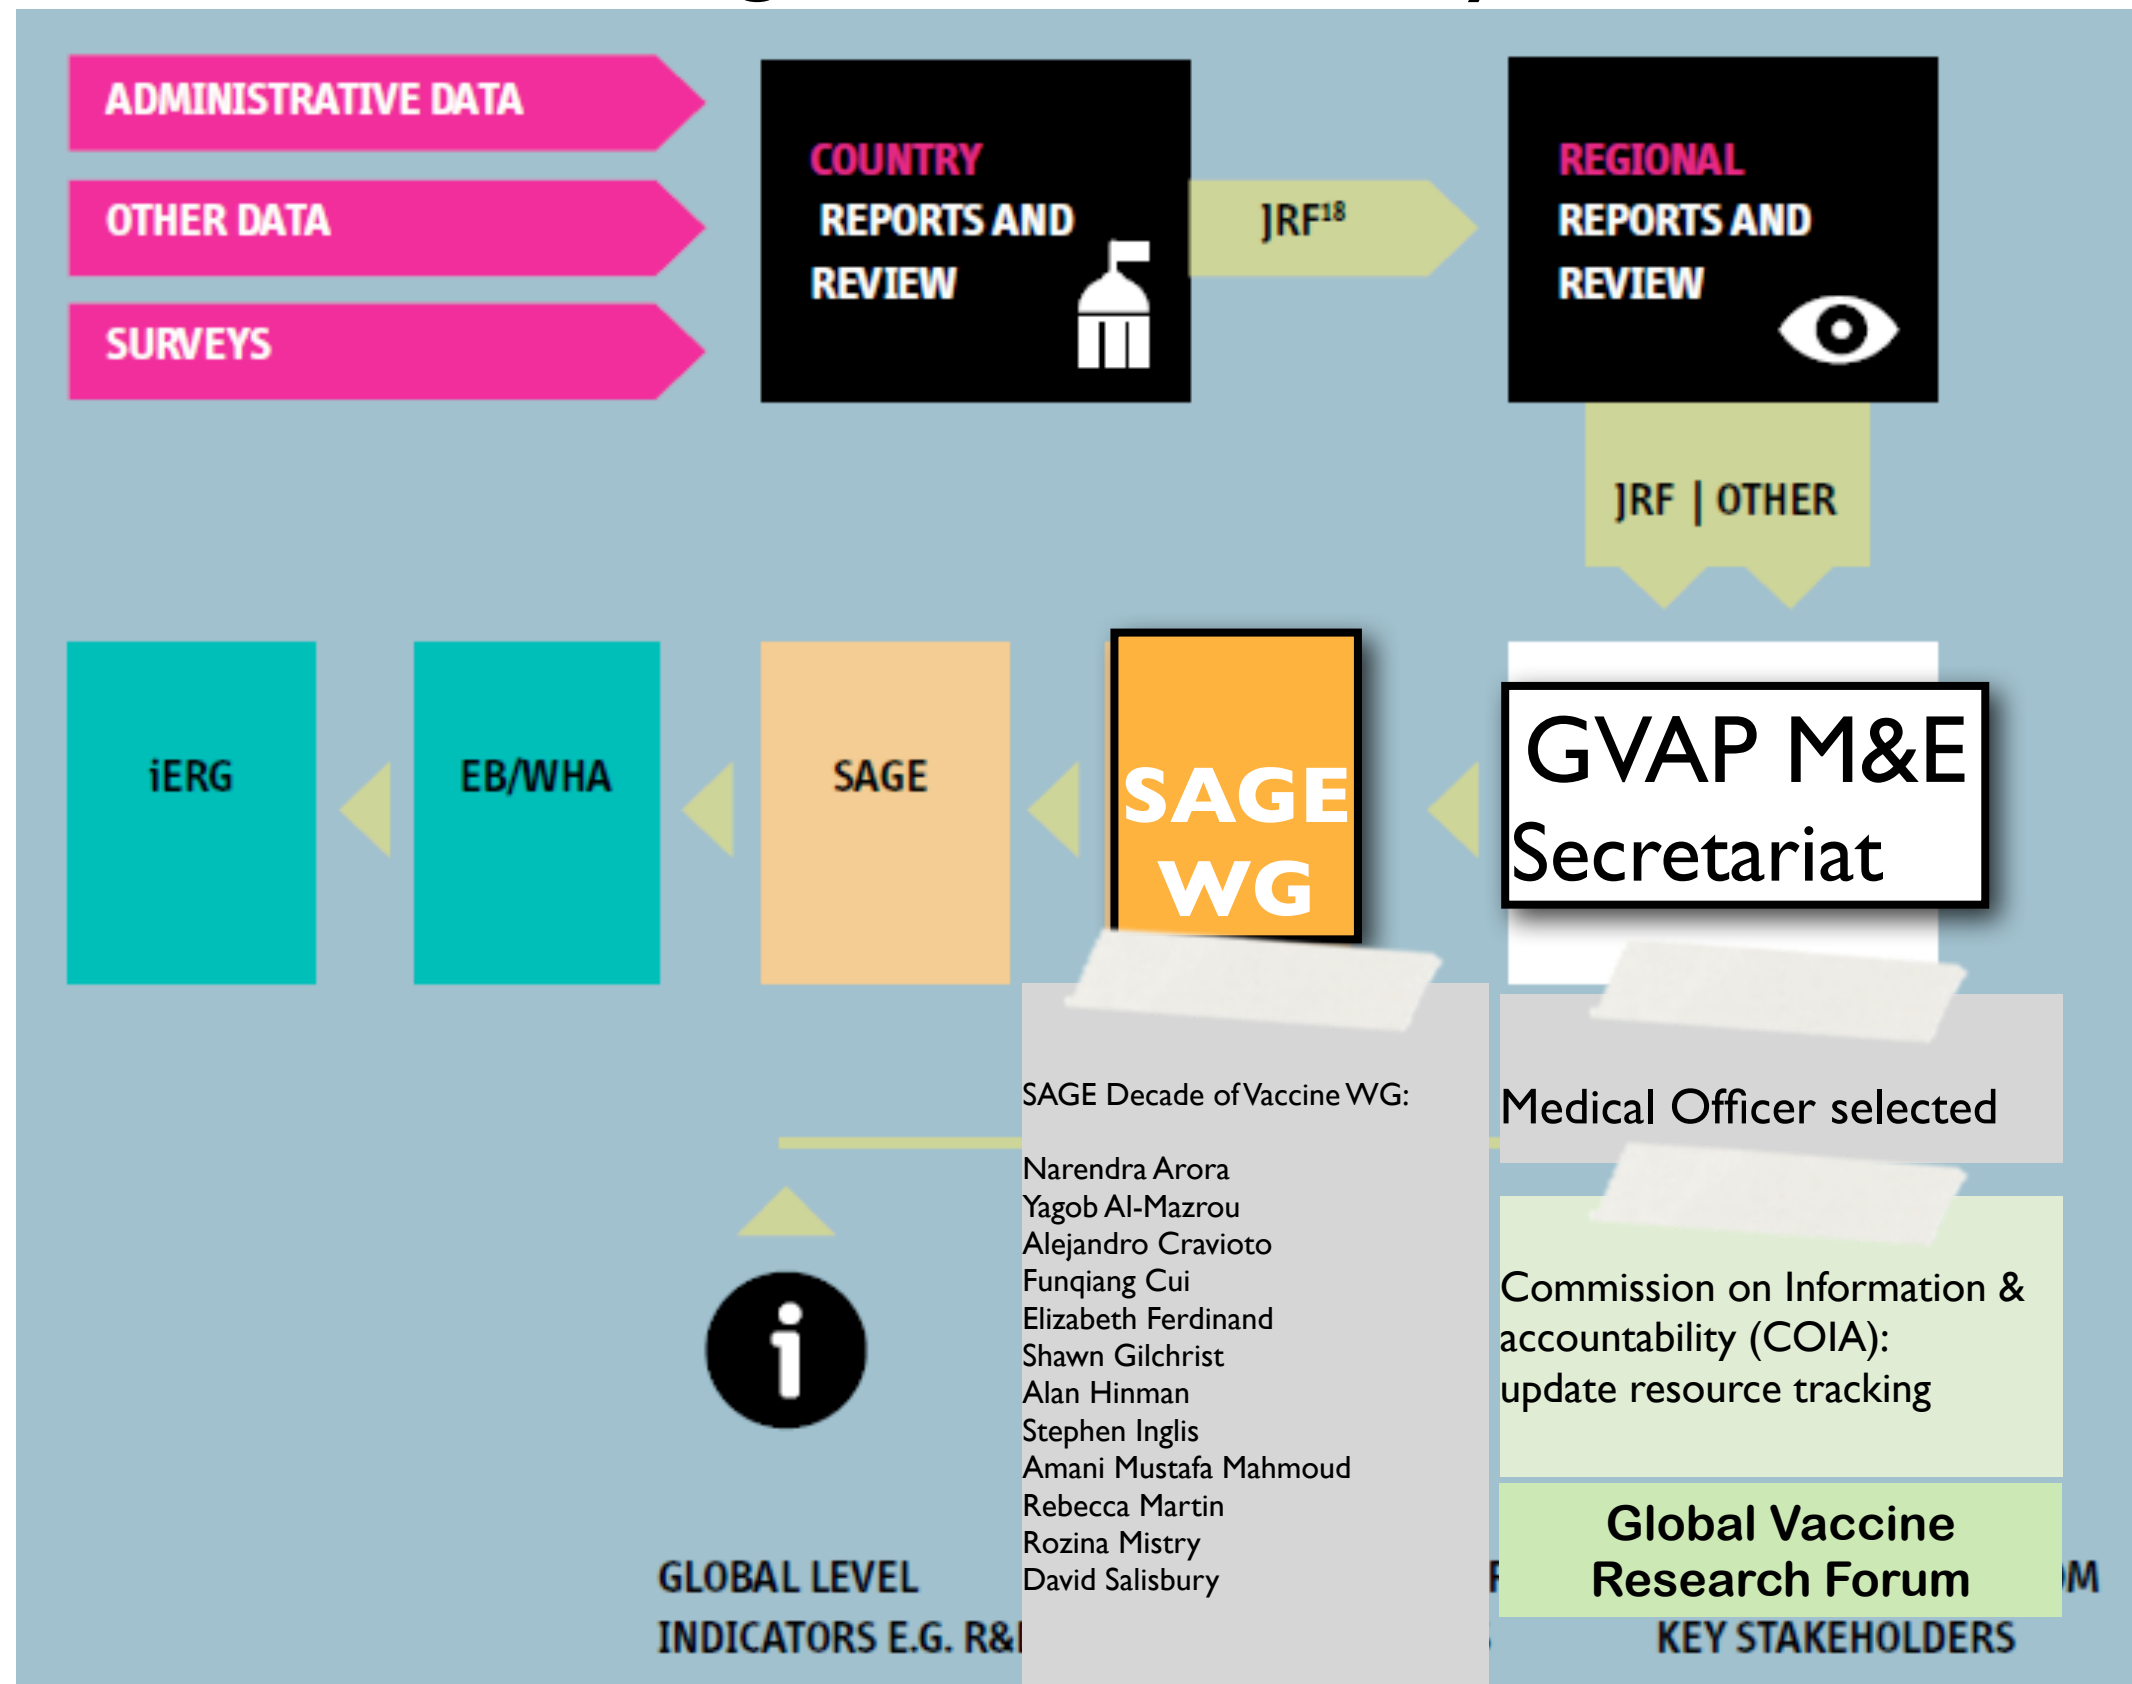 ADMINISTRATIVE DATA
OTHER DATA
SURVEYS
COUNTRY
REPORTS AND
REVIEW
JRF18
REGIONAL
REPORTS AND
REVIEW
JRF | OTHER
iERG
EB/WHA
SAGE
SAGE
WG
GVAP M&E
Secretariat
SAGE Decade of Vaccine WG:
Narendra Arora
Yagob Al-Mazrou
Alejandro Cravioto
Funqiang Cui
Elizabeth Ferdinand
Shawn Gilchrist
Alan Hinman
Stephen Inglis
Amani Mustafa Mahmoud
Rebecca Martin
Rozina Mistry
David Salisbury
Medical Officer selected
Commission on Information &
accountability (COIA):
update resource tracking
Global Vaccine
Research Forum
GLOBAL LEVEL
INDICATORS E.G.
KEY STAKEHOLDERS